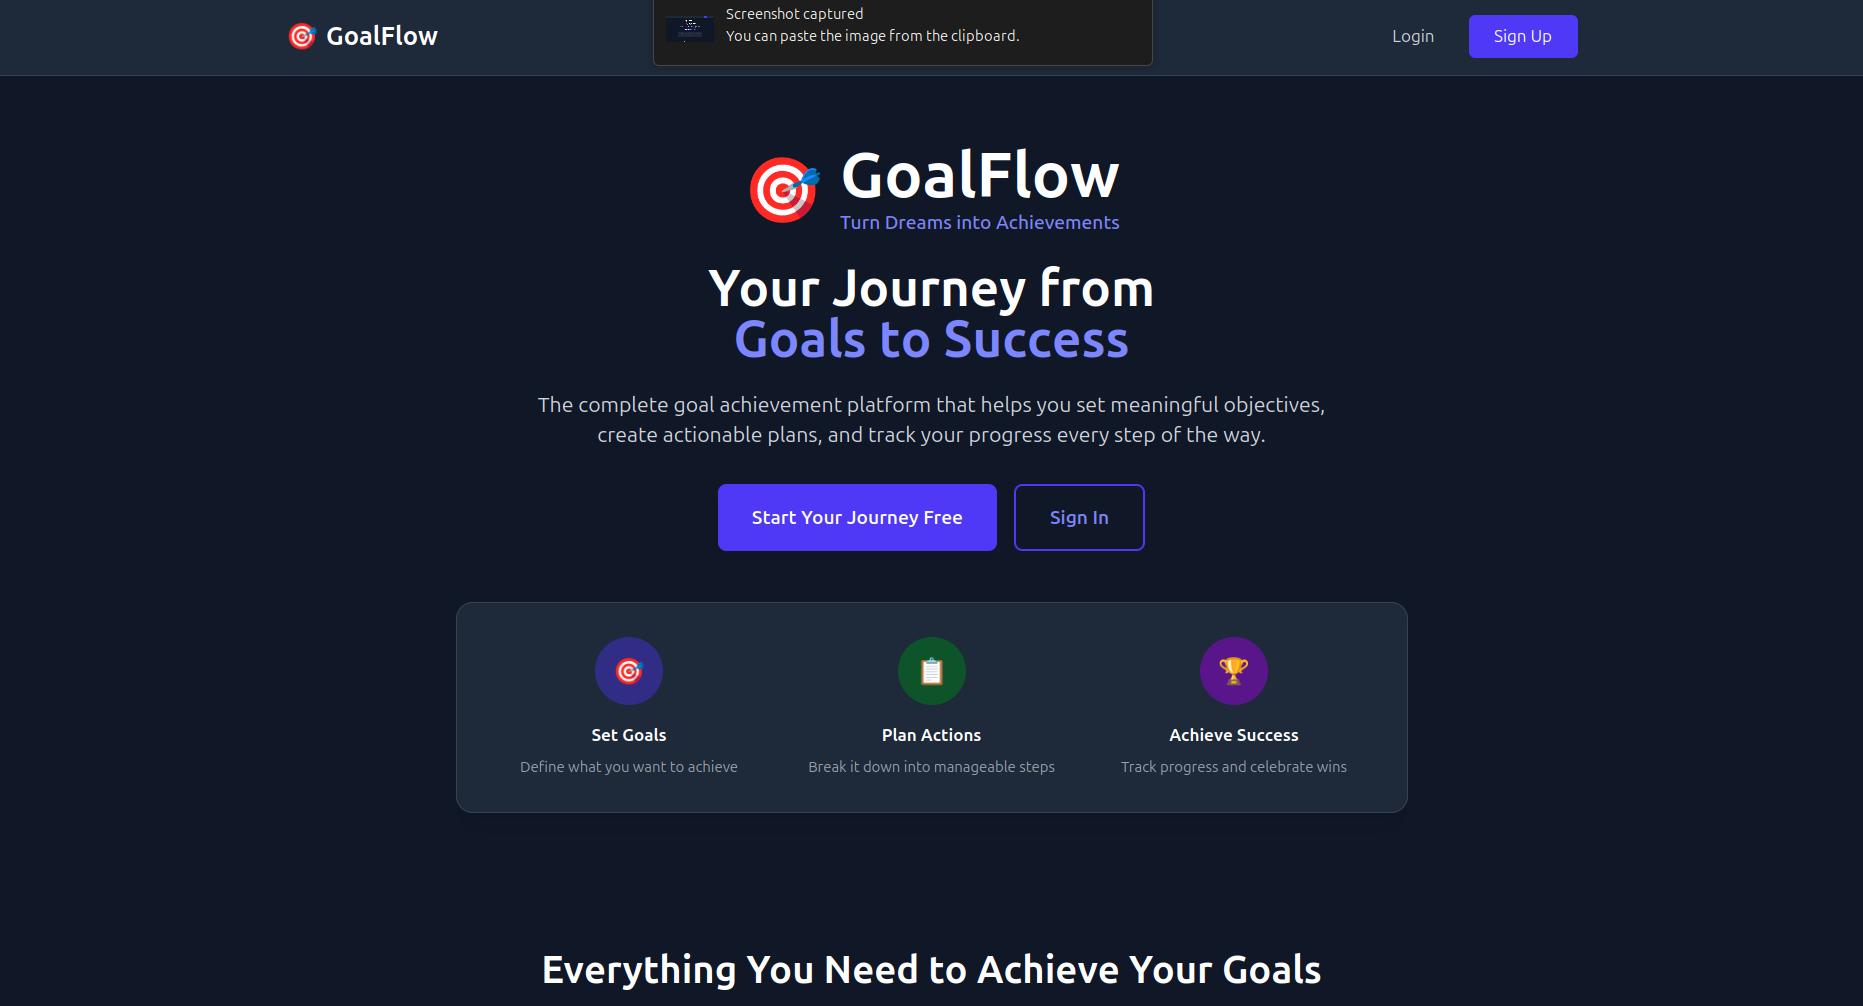 GoalFlow
Screenshot captured
You can paste the image from the clipboard.
Login
Sign Up
GoalFlow
Turn Dreams into Achievements
Your Journey from
Goals to Success
The complete goal achievement platform that helps you set meaningful objectives,
create actionable plans, and track your progress every step of the way.
Start Your Journey Free
Sign In
Set Goals
Define what you want to achieve
Plan Actions
Break it down into manageable steps
Achieve Success
Track progress and celebrate wins
Everything You Need to Achieve Your Goals